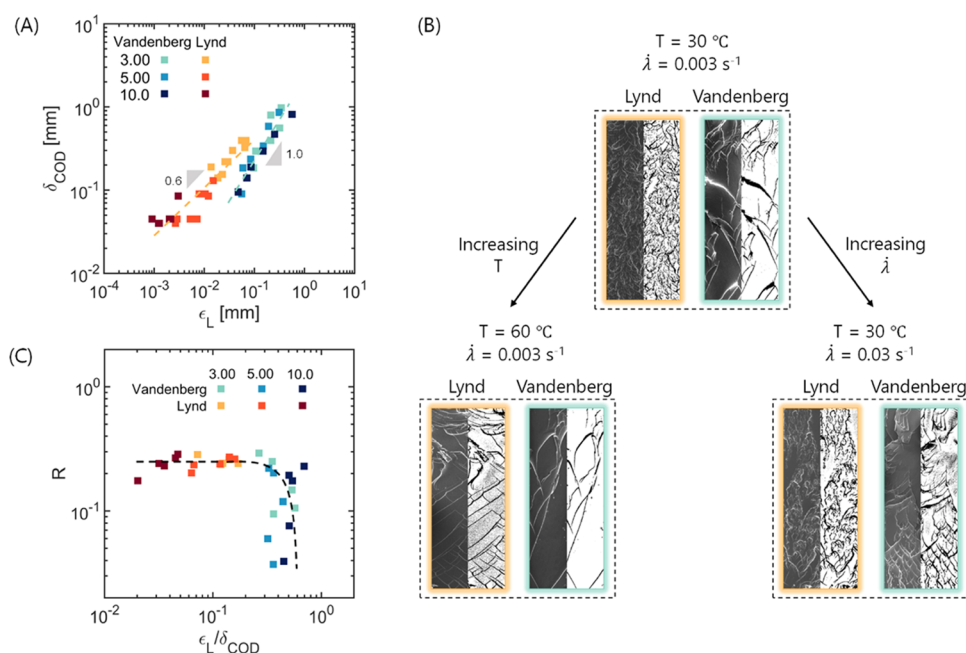 (A)
10¹
10⁰
10⁻¹
10⁻²
δCOD [mm]
Vandenberg Lynd
3.00
5.00
10.0
0.6
1.0
10⁻⁴ 10⁻³ 10⁻² 10⁻¹ 10⁰ 10¹
ϵL [mm]
(B)
T = 30 °C
λ̇ = 0.003 s⁻¹
Lynd Vandenberg
Increasing
T
Increasing
λ̇
T = 60 °C
λ̇ = 0.003 s⁻¹
Lynd Vandenberg
T = 30 °C
λ̇ = 0.03 s⁻¹
Lynd Vandenberg
(C)
3.00 5.00 10.0
Vandenberg
Lynd
10⁰
10⁻¹
R
10⁻² 10⁻¹ 10⁰
ϵL/δCOD